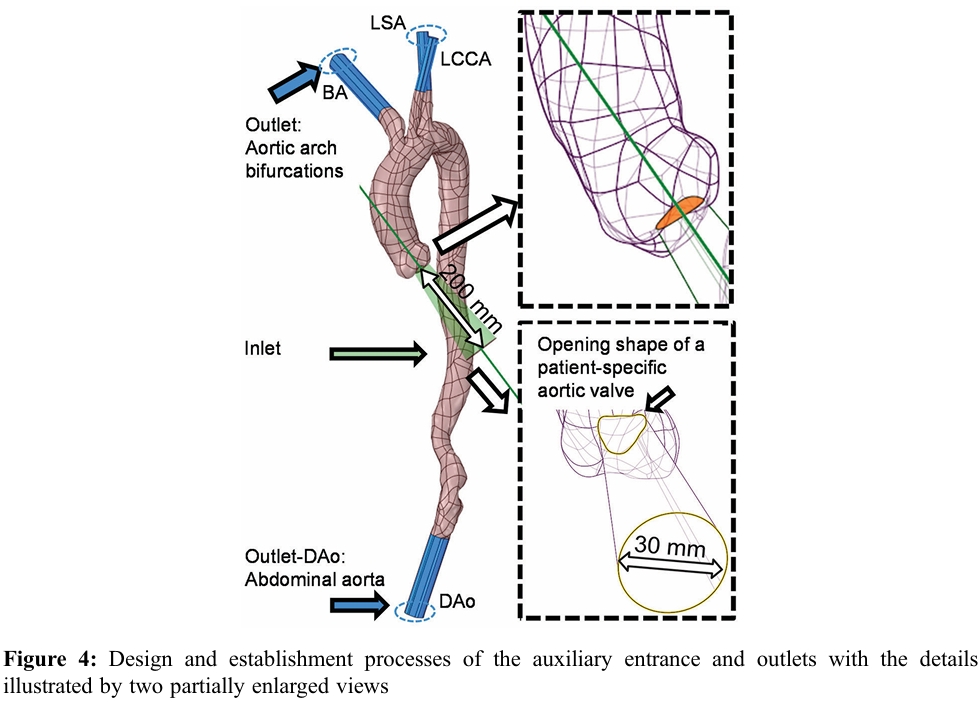 LSA
LCCA
BA
Outlet:
Aortic arch
bifurcations
200 mm
Inlet
Opening shape of a
patient-specific
aortic valve
30 mm
Outlet-DAo:
Abdominal aorta
DAo
Figure 4: Design and establishment processes of the auxiliary entrance and outlets with the details
illustrated by two partially enlarged views